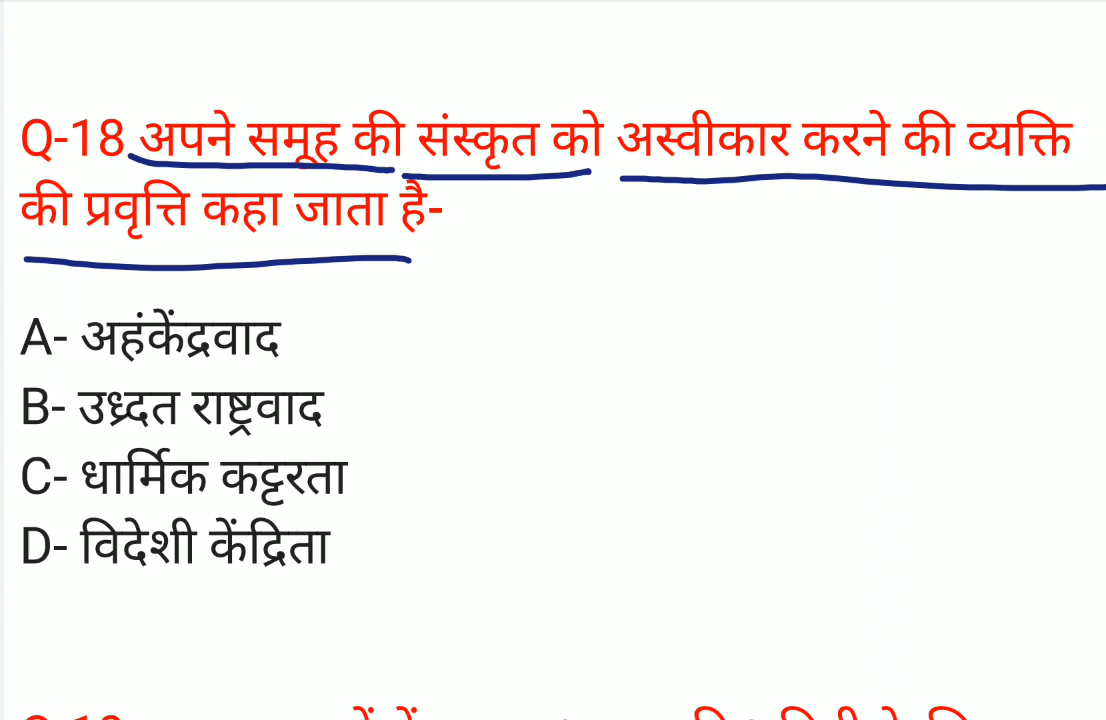 Q-18 अपने समूह की संस्कृत को अस्वीकार करने की व्यक्ति
की प्रवृत्ति कहा जाता है-
A- अहंकेंद्रवाद
B- उध्र्दत राष्ट्रवाद
C- धार्मिक कट्टरता
D- विदेशी केंद्रिता